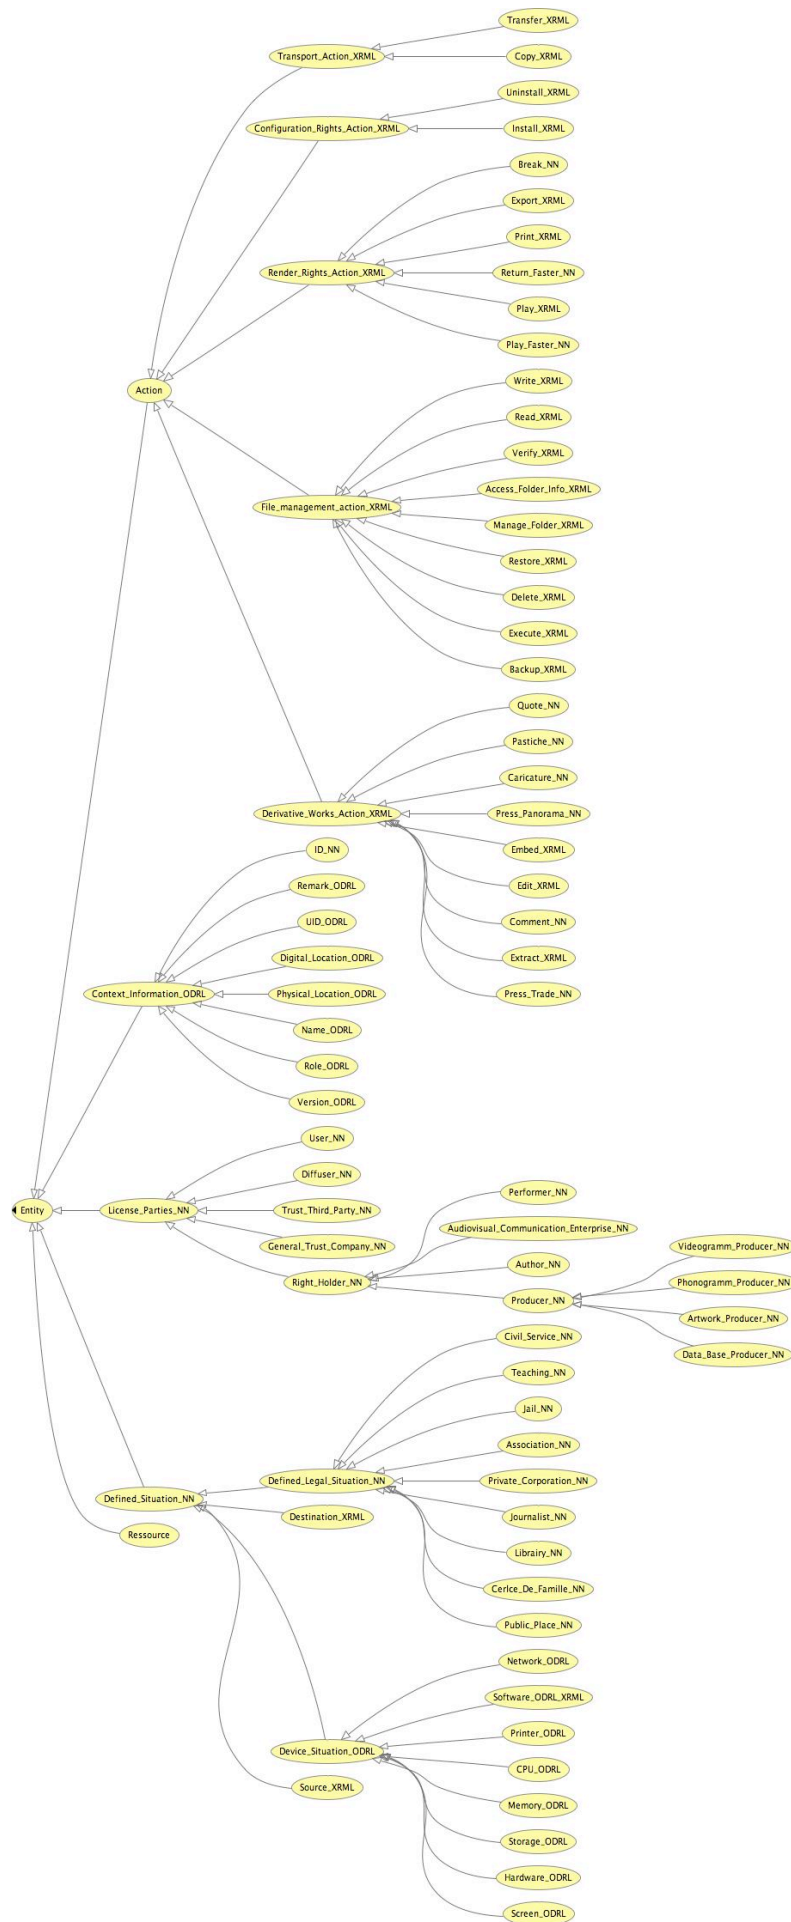 Transfer_XRML
Transport_Action_XRML
Copy_XRML
Uninstall_XRML
Configuration_Rights_Action_XRML
Install_XRML
Break_NN
Export_XRML
Print_XRML
Render_Rights_Action_XRML
Return_Faster_NN
Play_XRML
Play_Faster_NN
Write_XRML
Action
Read_XRML
Verify_XRML
Access_Folder_Info_XRML
File_management_action_XRML
Manage_Folder_XRML
Restore_XRML
Delete_XRML
Execute_XRML
Backup_XRML
Quote_NN
Pastiche_NN
Caricature_NN
Derivative_Works_Action_XRML
Press_Panorama_NN
ID_NN
Embed_XRML
Remark_ODRL
Edit_XRML
UID_ODRL
Comment_NN
Digital_Location_ODRL
Extract_XRML
Context_Information_ODRL
Physical_Location_ODRL
Press_Trade_NN
Name_ODRL
Role_ODRL
Version_ODRL
User_NN
Diffuser_NN
Performer_NN
Entity
License_Parties_NN
Trust_Third_Party_NN
Audiovisual_Communication_Enterprise_NN
General_Trust_Company_NN
Videogramm_Producer_NN
Author_NN
Right_Holder_NN
Phonogramm_Producer_NN
Producer_NN
Artwork_Producer_NN
Civil_Service_NN
Data_Base_Producer_NN
Teaching_NN
Jail_NN
Association_NN
Defined_Legal_Situation_NN
Private_Corporation_NN
Defined_Situation_NN
Destination_XRML
Journalist_NN
Ressource
Librairy_NN
Cerlce_De_Famille_NN
Public_Place_NN
Network_ODRL
Software_ODRL_XRML
Printer_ODRL
Device_Situation_ODRL
CPU_ODRL
Source_XRML
Memory_ODRL
Storage_ODRL
Hardware_ODRL
Screen_ODRL